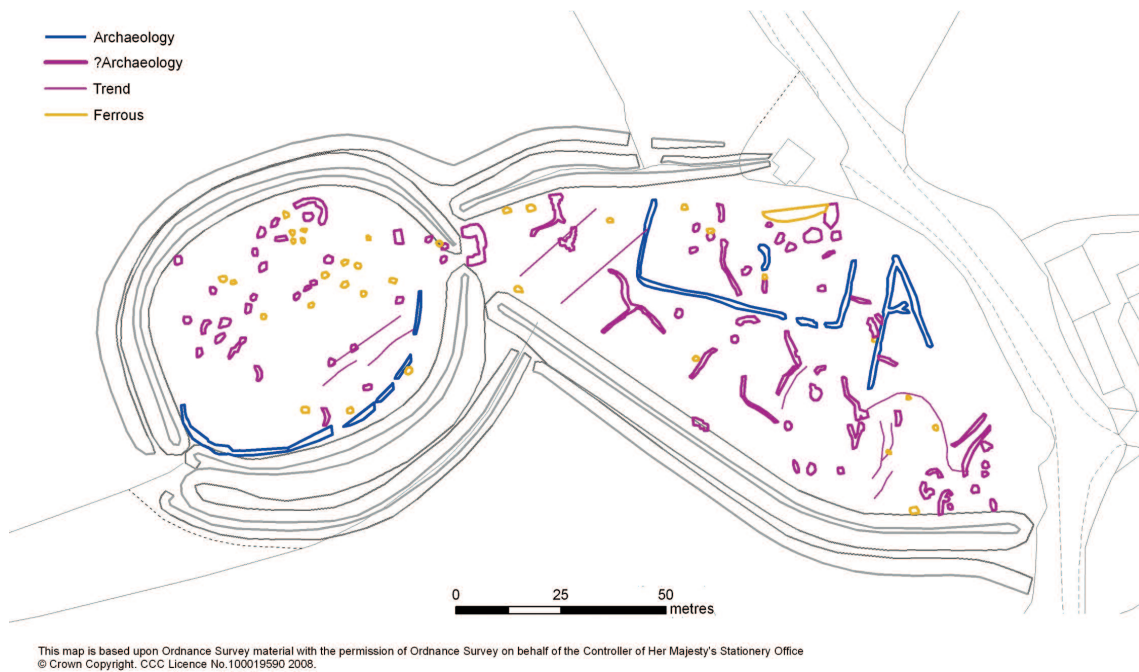 Archaeology
?Archaeology
Trend
Ferrous
0 25 50
metres
This map is based upon Ordnance Survey material with the permission of Ordnance Survey on behalf of the Controller of Her Majesty's Stationery Office
© Crown Copyright. CCC Licence No.100019590 2008.